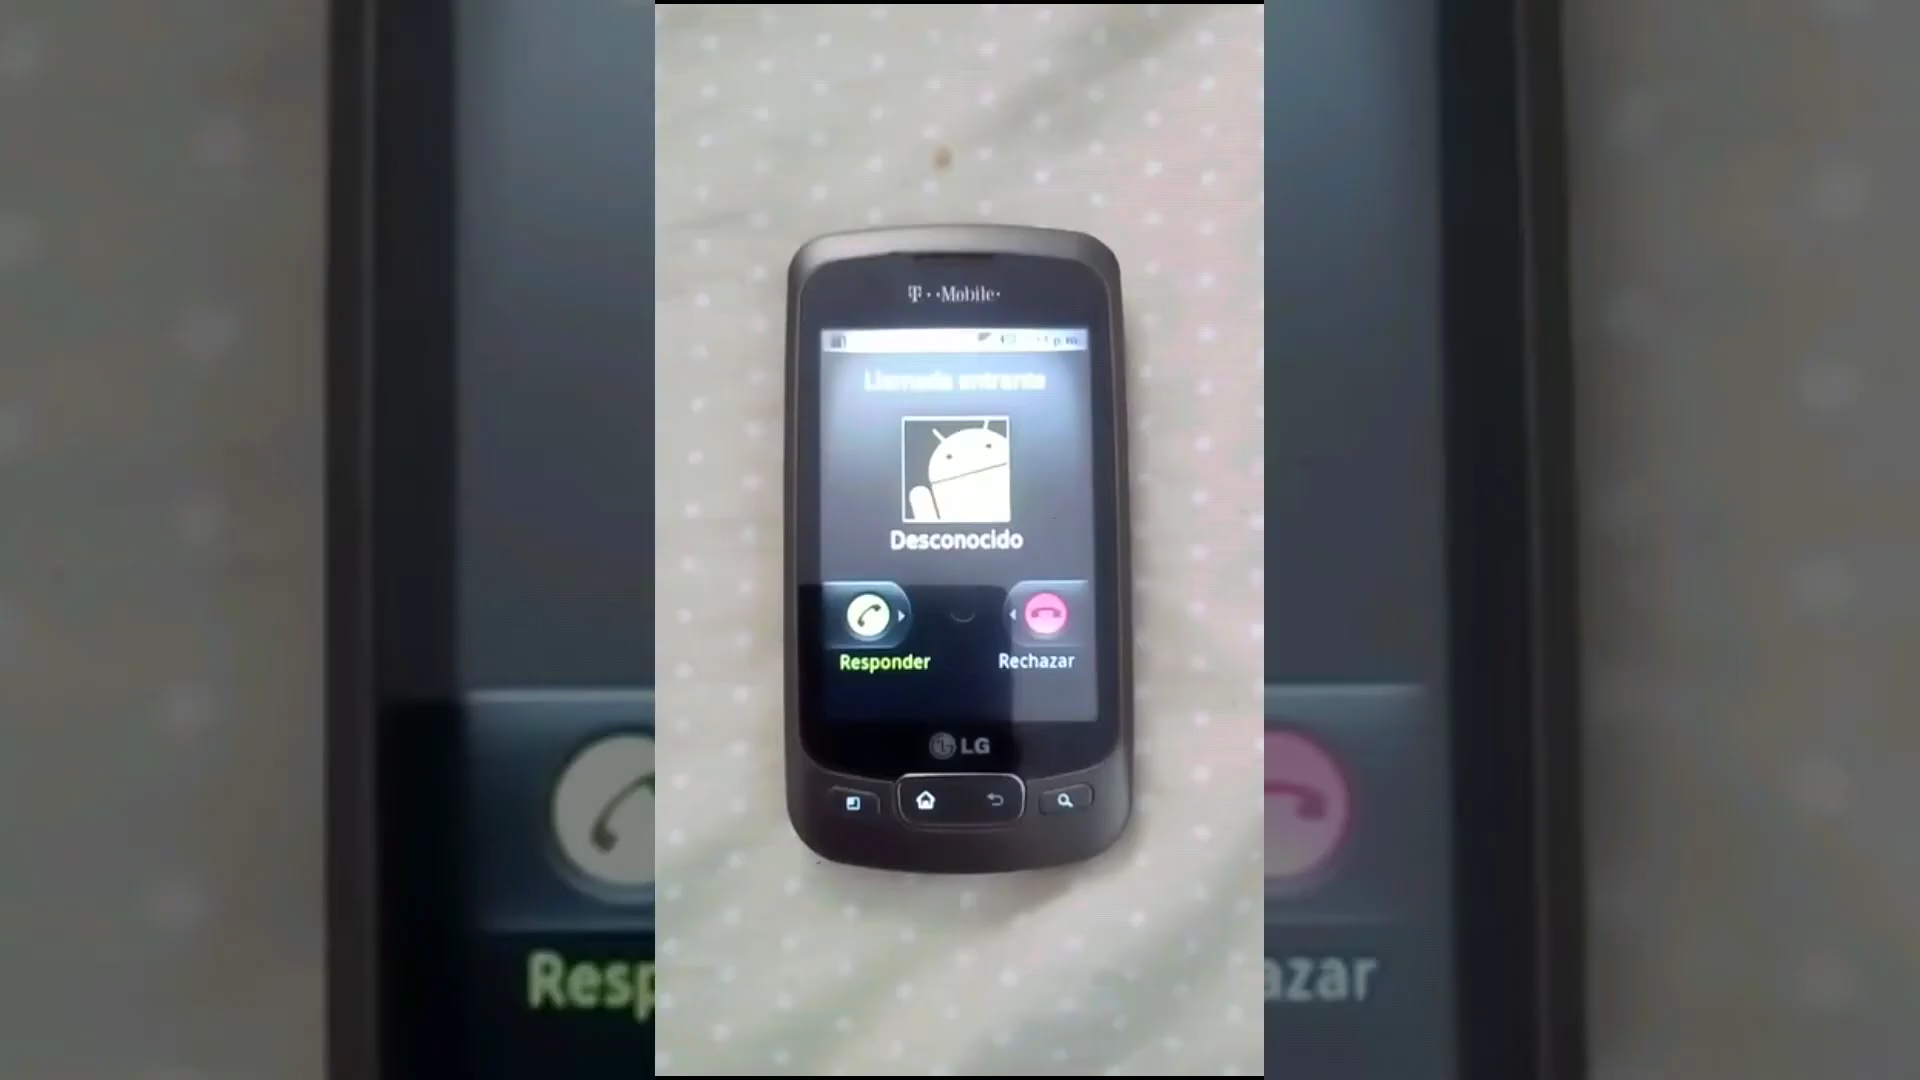 T··Mobile·
Llamada entrante
Desconocido
Responder
Rechazar
LG
Resp
azar